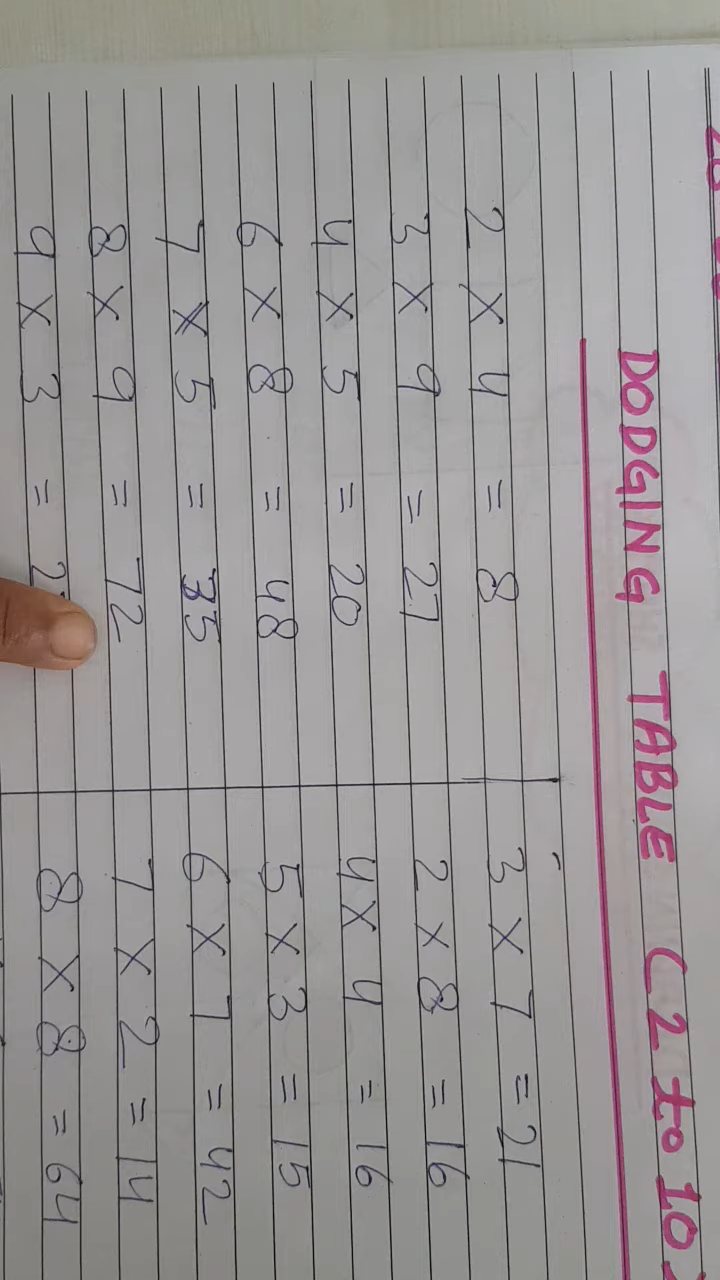 DODGING TABLE (2 to 10)
2 × 4 = 8
3 × 9 = 27
4 × 5 = 20
6 × 8 = 48
7 × 5 = 35
8 × 9 = 72
9 × 3 = 2
3 × 7 = 21
2 × 8 = 16
4 × 4 = 16
5 × 3 = 15
6 × 7 = 42
7 × 2 = 14
8 × 8 = 64